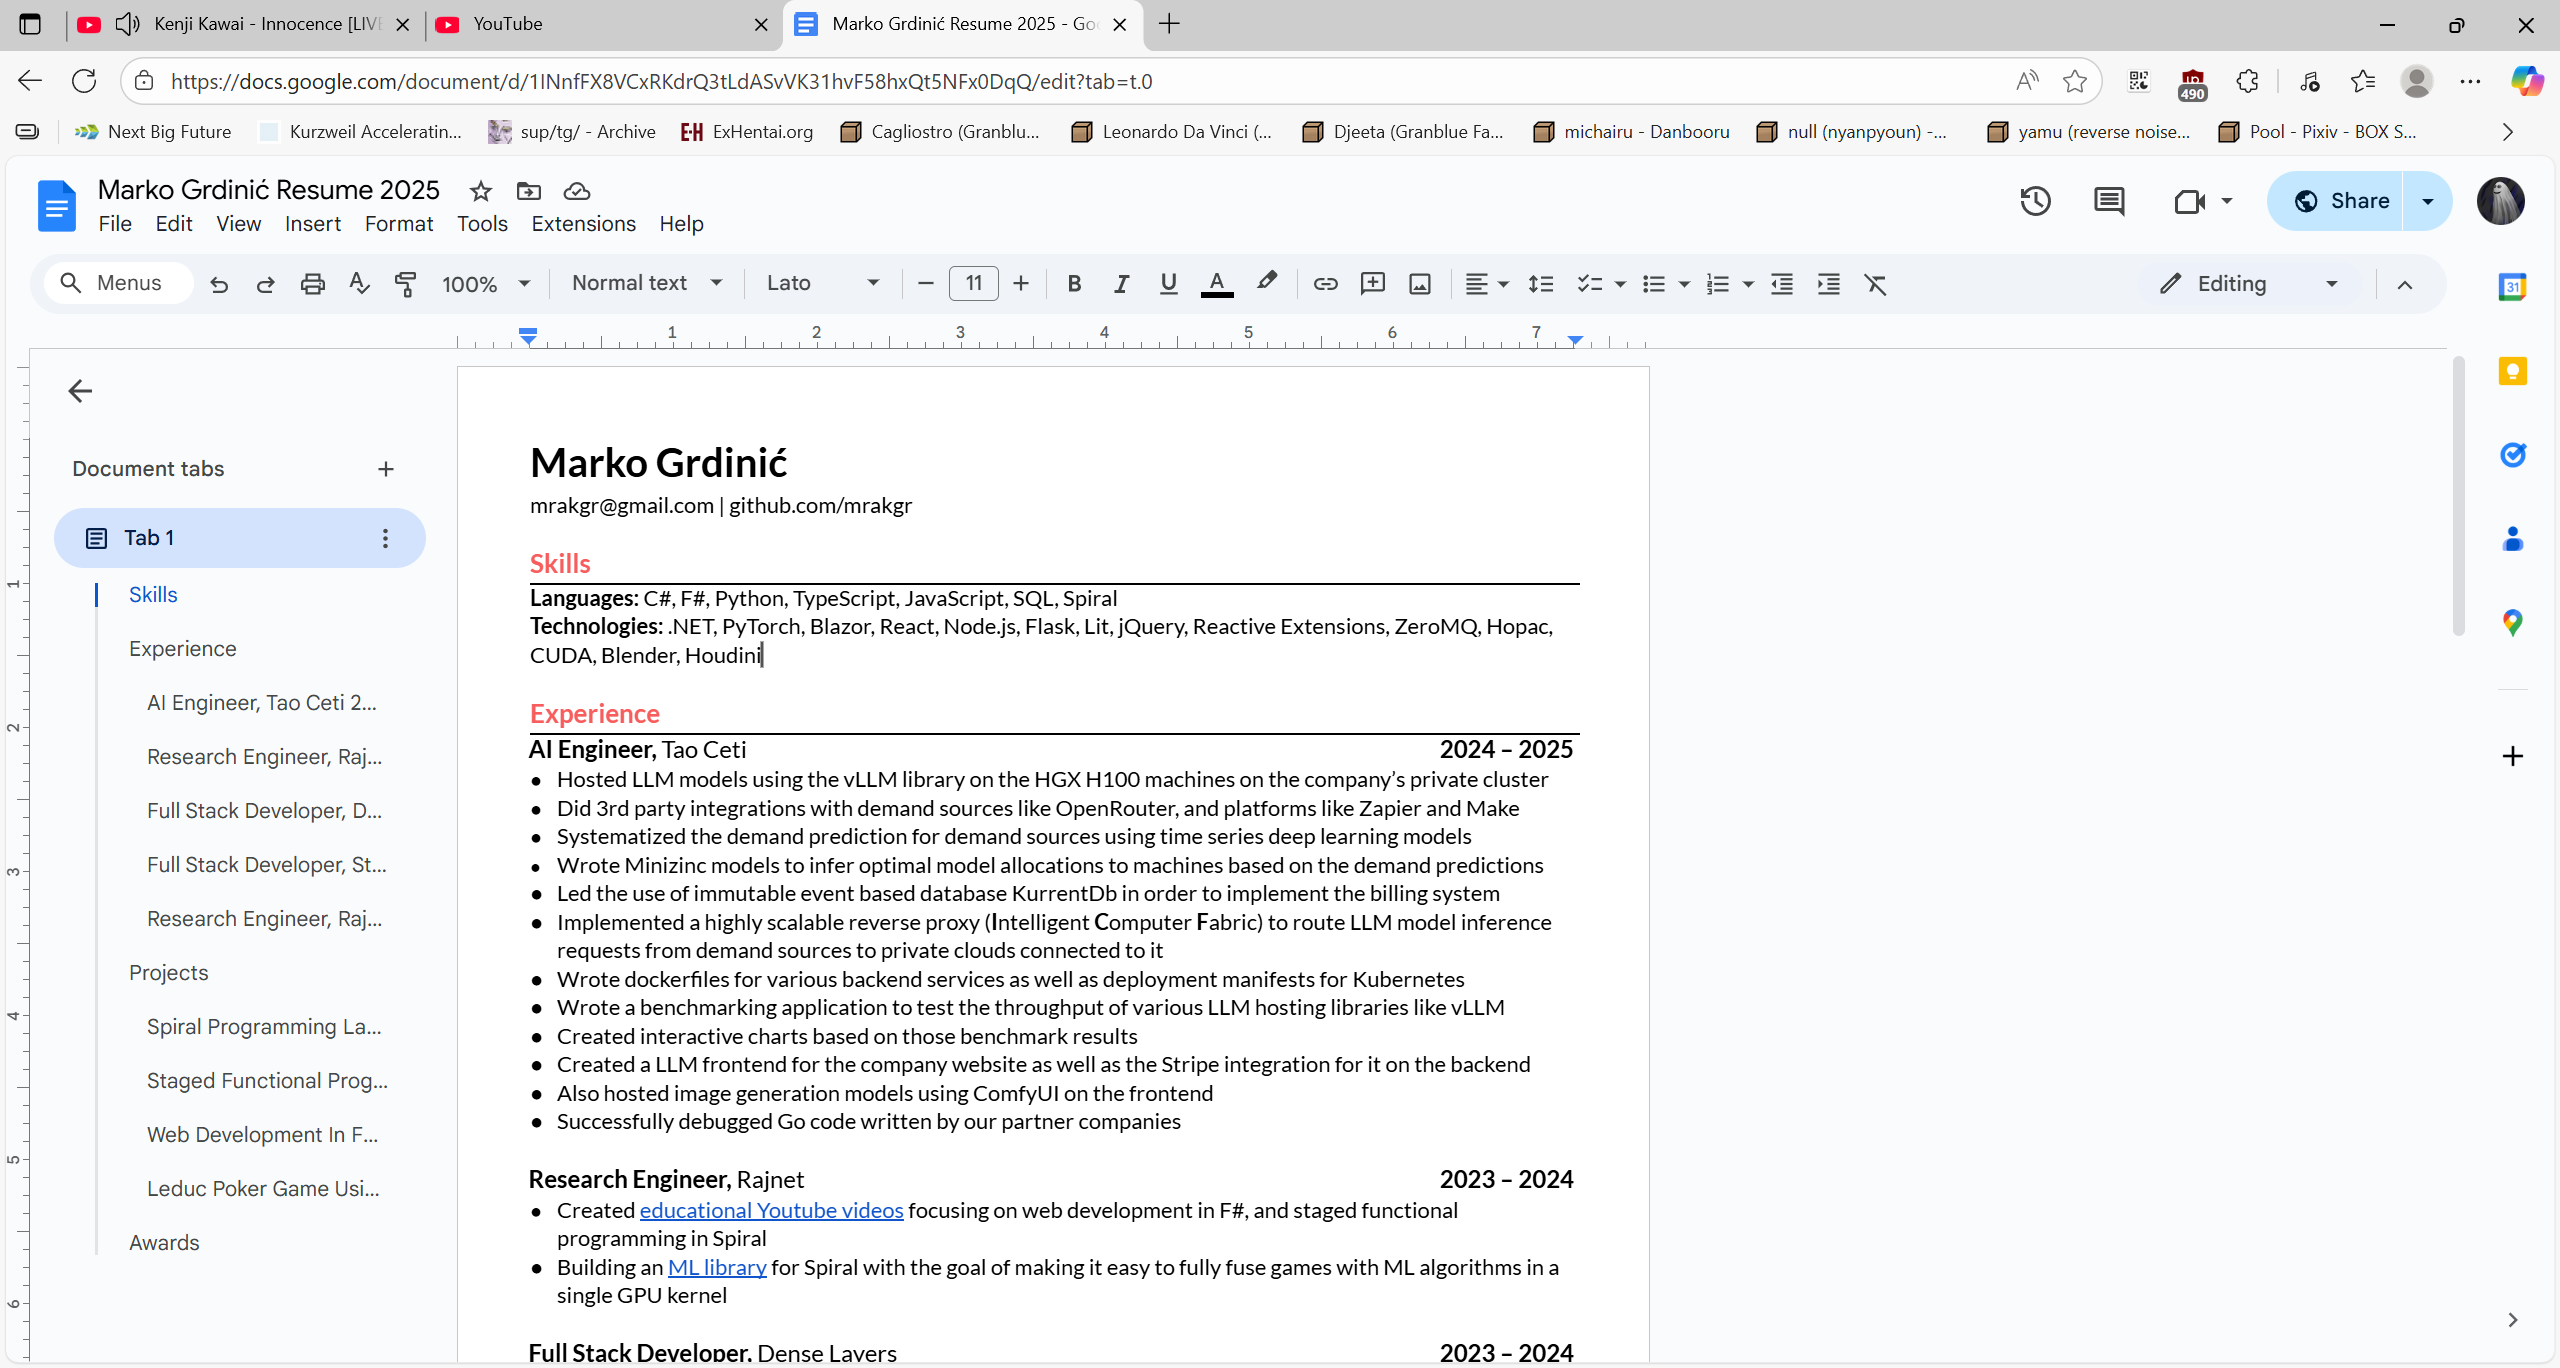 Kenji Kawai - Innocence [LIVE
YouTube
Marko Grdinić Resume 2025 - Goo
https://docs.google.com/document/d/1INnfFX8VCxRKdrQ3tLdASvVK31hvF58hxQt5NFx0DqQ/edit?tab=t.0
490
Next Big Future
Kurzweil Acceleratin...
sup/tg/ - Archive
E-H ExHentai.org
Cagliostro (Granblu...
Leonardo Da Vinci (...
Djeeta (Granblue Fa...
michairu - Danbooru
null (nyanpyoun) -...
yamu (reverse noise...
Pool - Pixiv - BOX S...
Marko Grdinić Resume 2025
File Edit View Insert Format Tools Extensions Help
Share
Menus 100% Normal text Lato 11 Editing
31
1 2 3 4 5 6 7
Document tabs
Tab 1
Skills
Experience
AI Engineer, Tao Ceti 2...
Research Engineer, Raj...
Full Stack Developer, D...
Full Stack Developer, St...
Research Engineer, Raj...
Projects
Spiral Programming La...
Staged Functional Prog...
Web Development In F...
Leduc Poker Game Usi...
Awards
1
2
3
4
5
6
Marko Grdinić
mrakgr@gmail.com | github.com/mrakgr
Skills
Languages: C#, F#, Python, TypeScript, JavaScript, SQL, Spiral
Technologies: .NET, PyTorch, Blazor, React, Node.js, Flask, Lit, jQuery, Reactive Extensions, ZeroMQ, Hopac,
CUDA, Blender, Houdini
Experience
AI Engineer, Tao Ceti 2024 – 2025
● Hosted LLM models using the vLLM library on the HGX H100 machines on the company’s private cluster
● Did 3rd party integrations with demand sources like OpenRouter, and platforms like Zapier and Make
● Systematized the demand prediction for demand sources using time series deep learning models
● Wrote Minizinc models to infer optimal model allocations to machines based on the demand predictions
● Led the use of immutable event based database KurrentDb in order to implement the billing system
● Implemented a highly scalable reverse proxy (Intelligent Computer Fabric) to route LLM model inference
requests from demand sources to private clouds connected to it
● Wrote dockerfiles for various backend services as well as deployment manifests for Kubernetes
● Wrote a benchmarking application to test the throughput of various LLM hosting libraries like vLLM
● Created interactive charts based on those benchmark results
● Created a LLM frontend for the company website as well as the Stripe integration for it on the backend
● Also hosted image generation models using ComfyUI on the frontend
● Successfully debugged Go code written by our partner companies
Research Engineer, Rajnet 2023 – 2024
● Created educational Youtube videos focusing on web development in F#, and staged functional
programming in Spiral
● Building an ML library for Spiral with the goal of making it easy to fully fuse games with ML algorithms in a
single GPU kernel
Full Stack Developer, Dense Layers 2023 – 2024